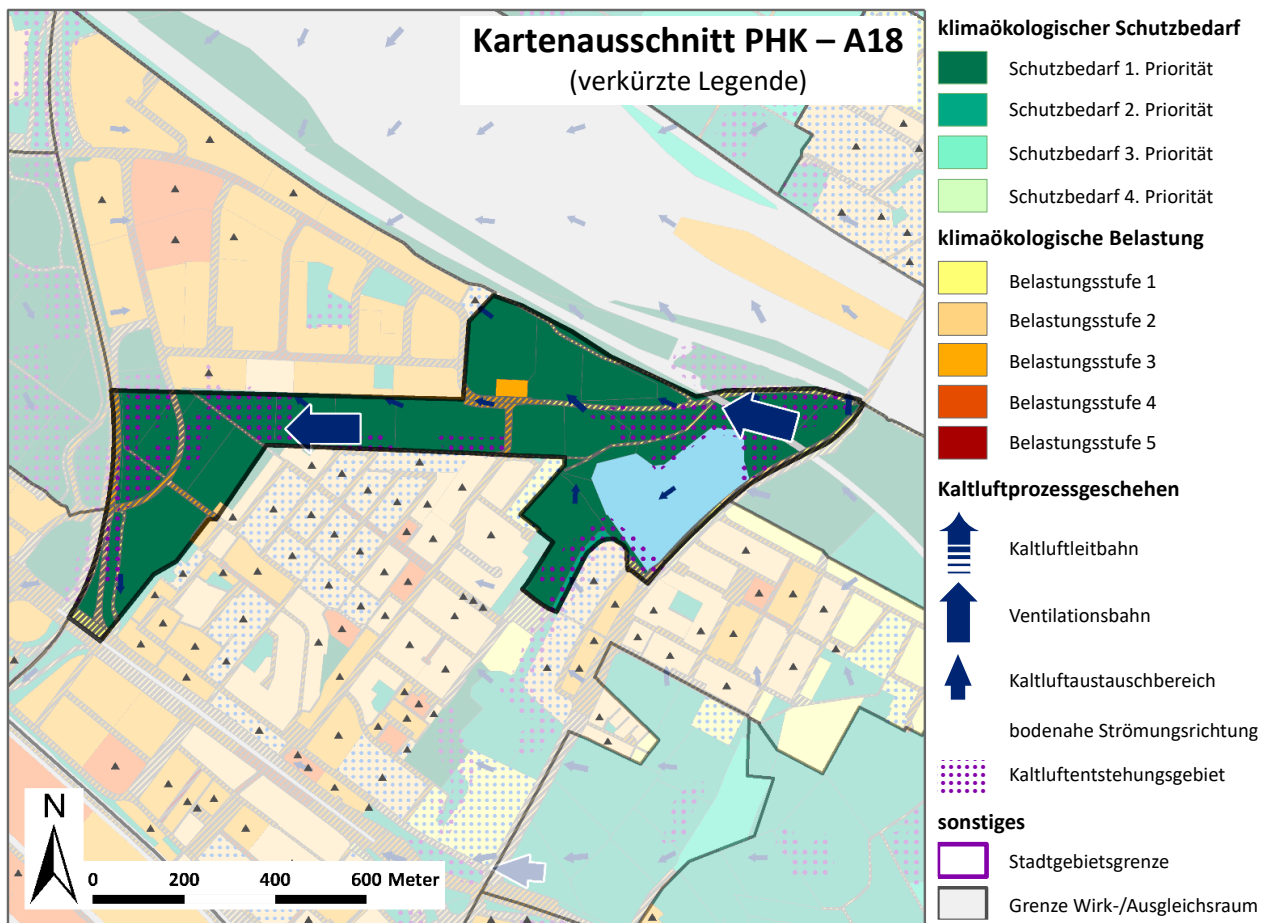 Kartenausschnitt PHK – A18
(verkürzte Legende)
klimaökologischer Schutzbedarf
Schutzbedarf 1. Priorität
Schutzbedarf 2. Priorität
Schutzbedarf 3. Priorität
Schutzbedarf 4. Priorität
klimaökologische Belastung
Belastungsstufe 1
Belastungsstufe 2
Belastungsstufe 3
Belastungsstufe 4
Belastungsstufe 5
Kaltluftprozessgeschehen
Kaltluftleitbahn
Ventilationsbahn
Kaltluftaustauschbereich
bodennahe Strömungsrichtung
Kaltluftentstehungsgebiet
sonstiges
Stadtgebietsgrenze
Grenze Wirk-/Ausgleichsraum
N
0 200 400 600 Meter